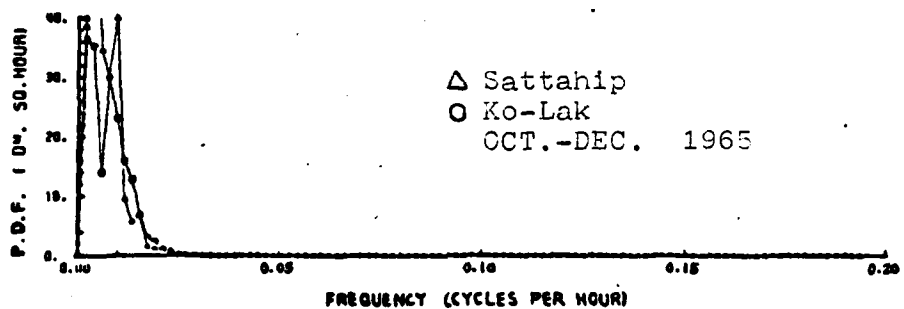 P.D.F. ( DM. SQ.HOUR)
40.
30.
20.
10.
0.
△ Sattahip
O Ko-Lak
OCT.-DEC. 1965
0.00 0.05 0.10 0.15 0.20
FREQUENCY (CYCLES PER HOUR)